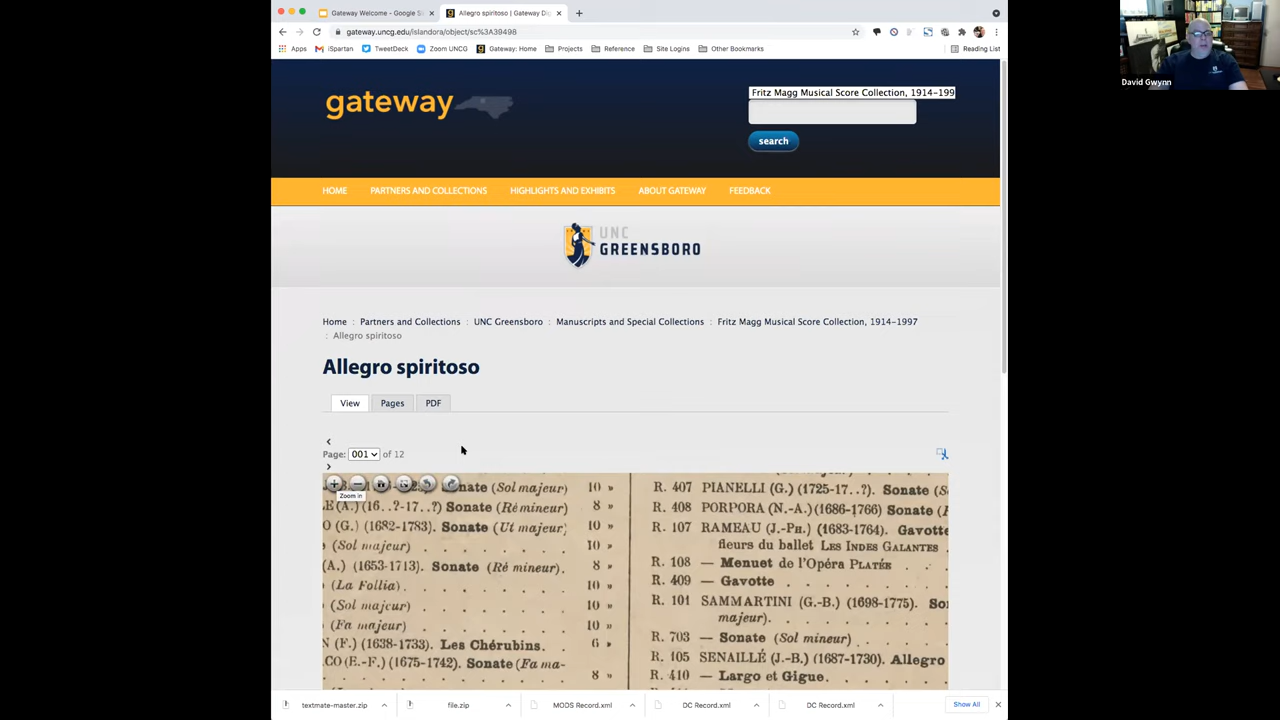 Gateway Welcome – Google Sl
Allegro spiritoso | Gateway Dig
gateway.uncg.edu/islandora/object/sc%3A39498
Apps
iSpartan
TweetDeck
Zoom UNCG
Gateway: Home
Projects
Reference
Site Logins
Other Bookmarks
Reading List
David Gwynn
gateway
Fritz Magg Musical Score Collection, 1914-199
search
HOME
PARTNERS AND COLLECTIONS
HIGHLIGHTS AND EXHIBITS
ABOUT GATEWAY
FEEDBACK
UNC
GREENSBORO
Home : Partners and Collections : UNC Greensboro : Manuscripts and Special Collections : Fritz Magg Musical Score Collection, 1914-1997
: Allegro spiritoso
Allegro spiritoso
View
Pages
PDF
<
Page: 001 of 12
>
Zoom in
nate (Sol majeur) 10 »
E (A.) (16..?-17..?) Sonate (Ré mineur) 8 »
O (G.) (1682-1783). Sonate (Ut majeur) 10 »
(Sol majeur) . . . . . . 10 »
(A.) (1653-1713). Sonate (Ré mineur). 8 »
(La Follia) . . . . . . 10 »
(Sol majeur) . . . . . . 10 »
(Fa majeur) . . . . . . 10 »
N (F.) (1638-1733). Les Chérubins. 6 »
CO (E.-F.) (1675-1742). Sonate (Fa ma-
8 »
R. 407 PIANELLI (G.) (1725-17..?). Sonate (S
R. 408 PORPORA (N.-A.) (1686-1766) Sonate (
R. 107 RAMEAU (J.-PH.) (1683-1764). Gavotte
fleurs du ballet LES INDES GALANTES
R. 108 — Menuet de l'Opéra PLATÉE
R. 409 — Gavotte
R. 101 SAMMARTINI (G.-B.) (1698-1775). So
majeur).
R. 703 — Sonate (Sol mineur)
R. 105 SENAILLÉ (J.-B.) (1687-1730). Allegro
R. 410 — Largo et Gigue.
textmate-master.zip
file.zip
MODS Record.xml
DC Record.xml
DC Record.xml
Show All